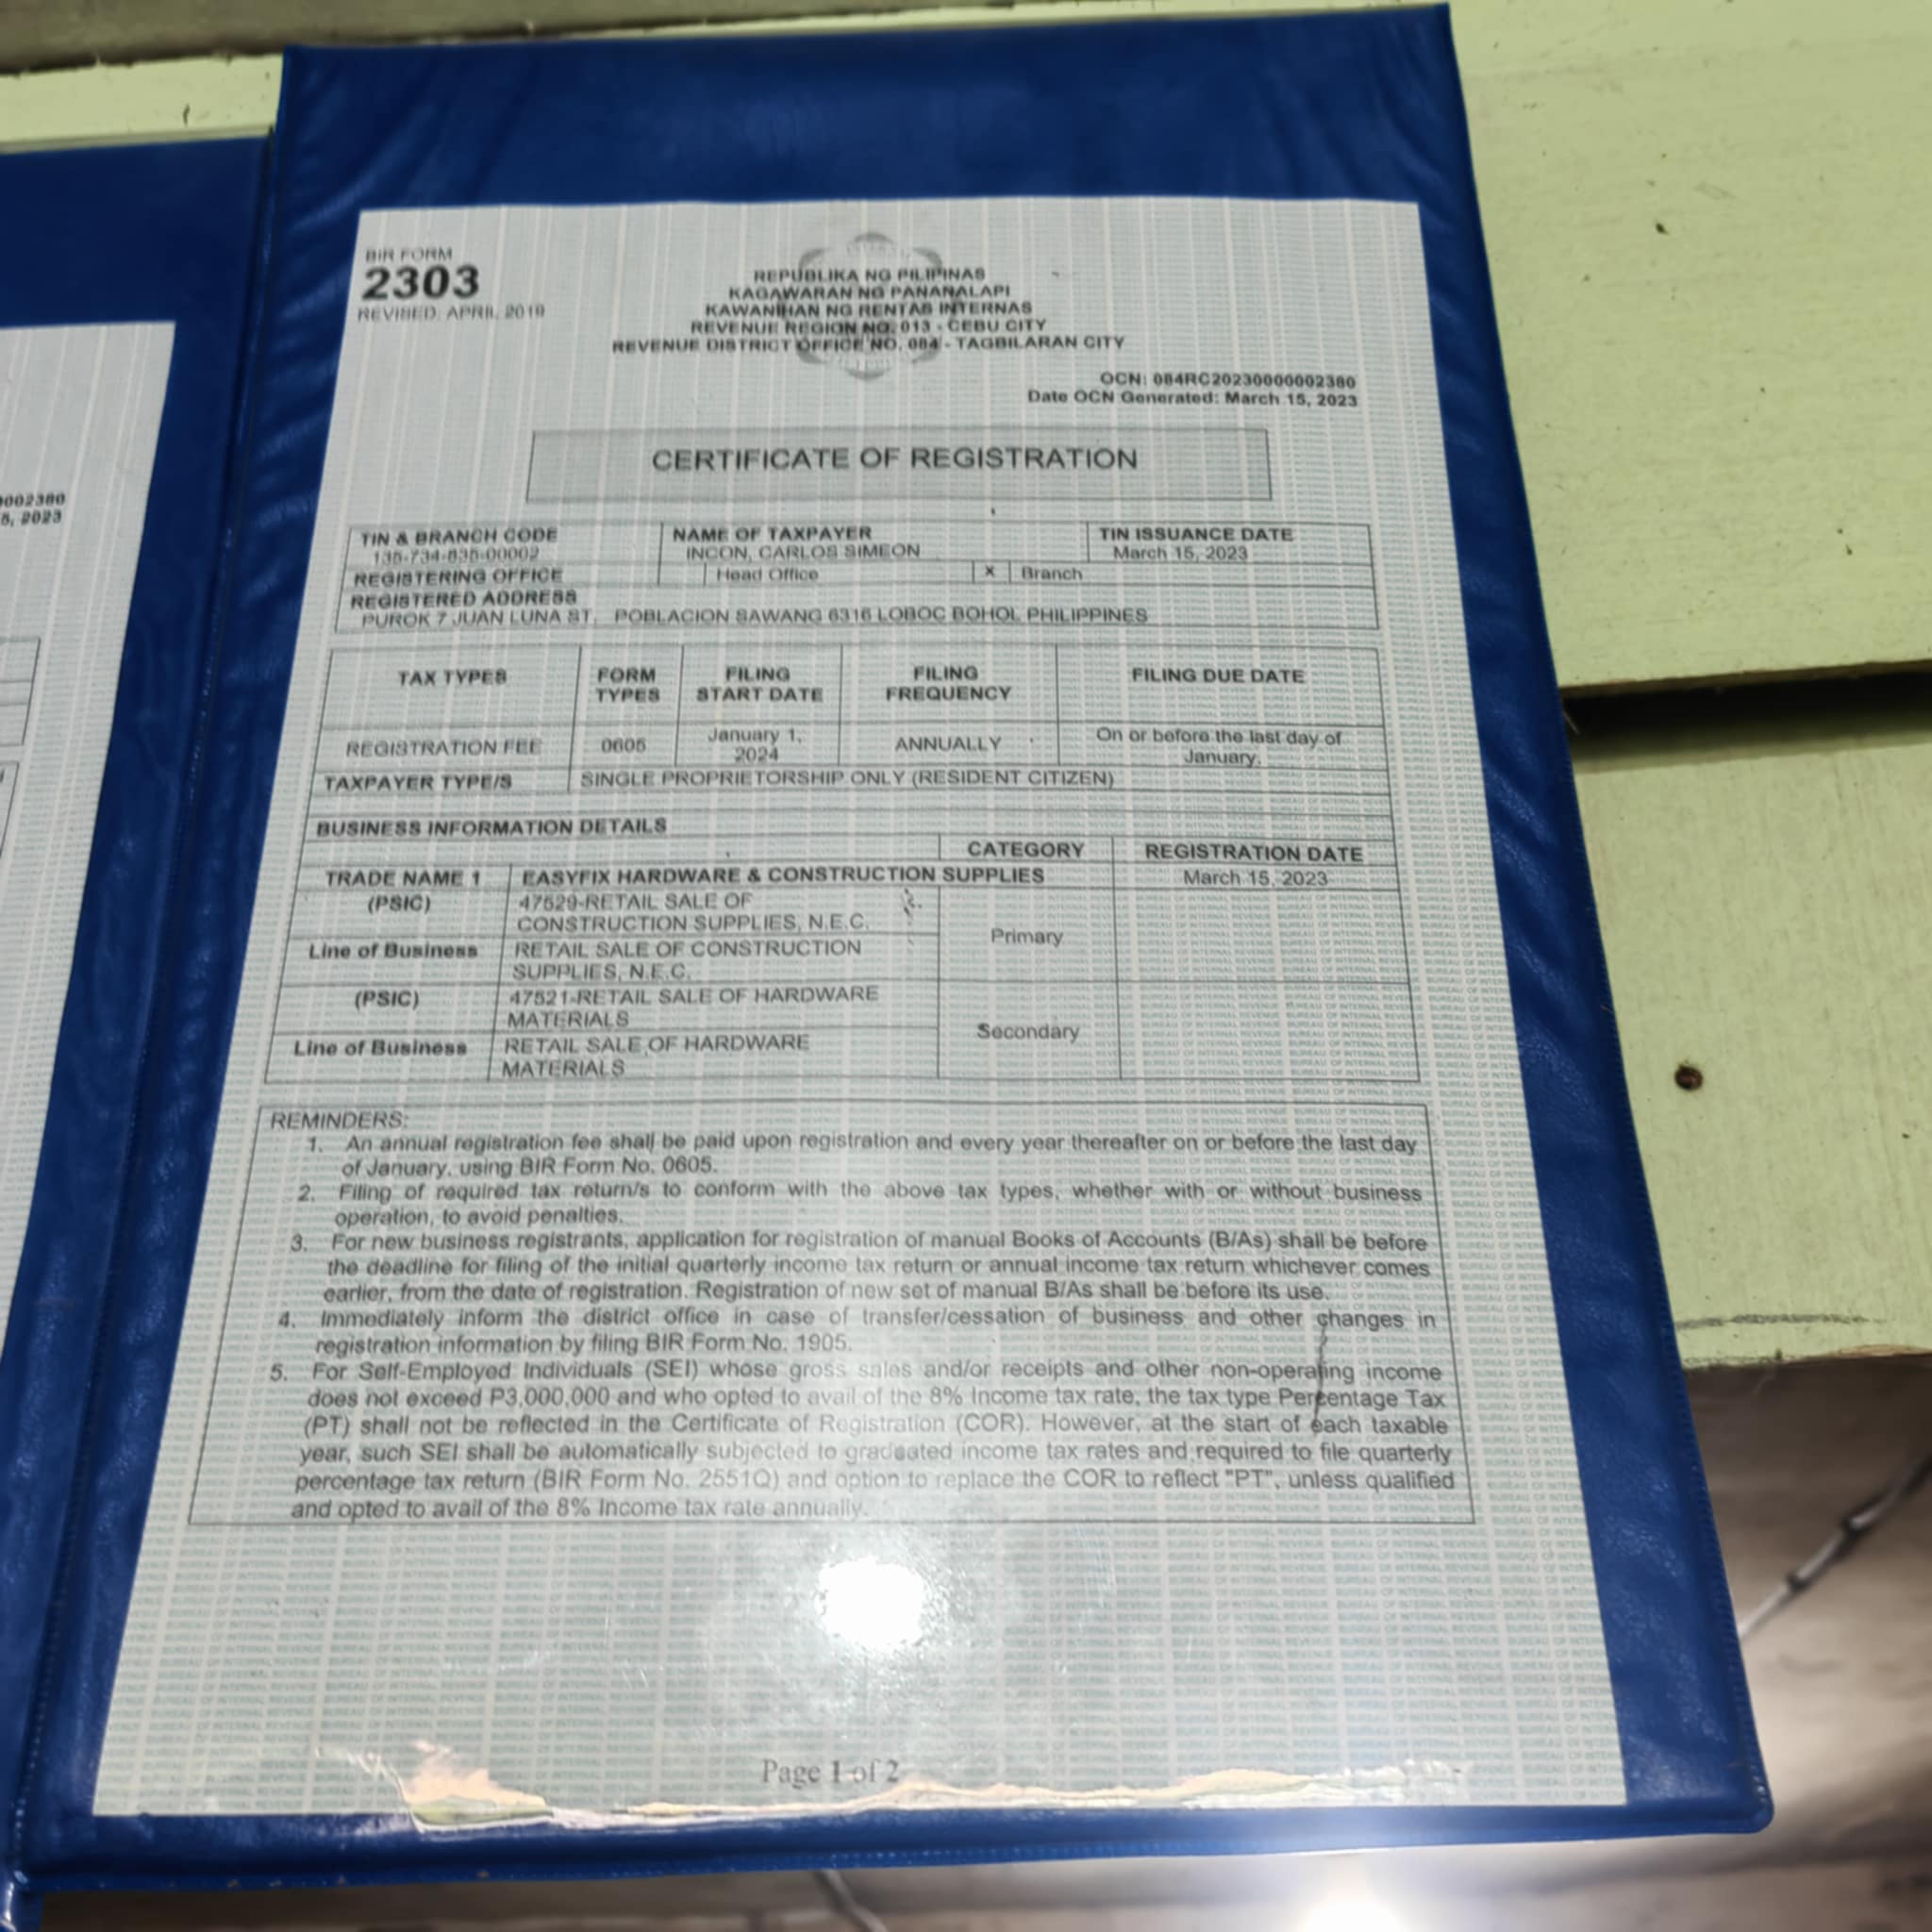 BIR FORM
2303
REVISED: APRIL 2019
REPUBLIKA NG PILIPINAS
KAGAWARAN NG PANANALAPI
KAWANIHAN NG RENTAS INTERNAS
REVENUE REGION NO. 013 - CEBU CITY
REVENUE DISTRICT OFFICE NO. 084 - TAGBILARAN CITY
OCN: 084RC20230000002380
Date OCN Generated: March 15, 2023
CERTIFICATE OF REGISTRATION
TIN & BRANCH CODE NAME OF TAXPAYER TIN ISSUANCE DATE
INCON, CARLOS SIMEON March 15, 2023
REGISTERING OFFICE Head Office X Branch
REGISTERED ADDRESS
PUROK 7 JUAN LUNA ST. POBLACION SAWANG 6316 LOBOC BOHOL PHILIPPINES
TAX TYPES FORM TYPES FILING START DATE FILING FREQUENCY FILING DUE DATE
REGISTRATION FEE 0605 January 1, 2024 ANNUALLY On or before the last day of January.
TAXPAYER TYPE/S SINGLE PROPRIETORSHIP ONLY (RESIDENT CITIZEN)
BUSINESS INFORMATION DETAILS
CATEGORY REGISTRATION DATE
TRADE NAME 1 EASYFIX HARDWARE & CONSTRUCTION SUPPLIES March 15, 2023
(PSIC) 47529-RETAIL SALE OF
CONSTRUCTION SUPPLIES, N.E.C.
Primary
Line of Business RETAIL SALE OF CONSTRUCTION
SUPPLIES, N.E.C.
(PSIC) 47521-RETAIL SALE OF HARDWARE
MATERIALS
Secondary
Line of Business RETAIL SALE OF HARDWARE
MATERIALS
REMINDERS:
1. An annual registration fee shall be paid upon registration and every year thereafter on or before the last day
of January, using BIR Form No. 0605.
2. Filing of required tax return/s to conform with the above tax types, whether with or without business
operation, to avoid penalties.
3. For new business registrants, application for registration of manual Books of Accounts (B/As) shall be before
the deadline for filing of the initial quarterly income tax return or annual income tax return whichever comes
earlier, from the date of registration. Registration of new set of manual B/As shall be before its use.
4. Immediately inform the district office in case of transfer/cessation of business and other changes in
registration information by filing BIR Form No. 1905.
5. For Self-Employed Individuals (SEI) whose gross sales and/or receipts and other non-operating income
does not exceed P3,000,000 and who opted to avail of the 8% Income tax rate, the tax type Percentage Tax
(PT) shall not be reflected in the Certificate of Registration (COR). However, at the start of each taxable
year, such SEI shall be automatically subjected to graduated income tax rates and required to file quarterly
percentage tax return (BIR Form No. 2551Q) and option to replace the COR to reflect "PT", unless qualified
and opted to avail of the 8% Income tax rate annually.
Page 1 of 2